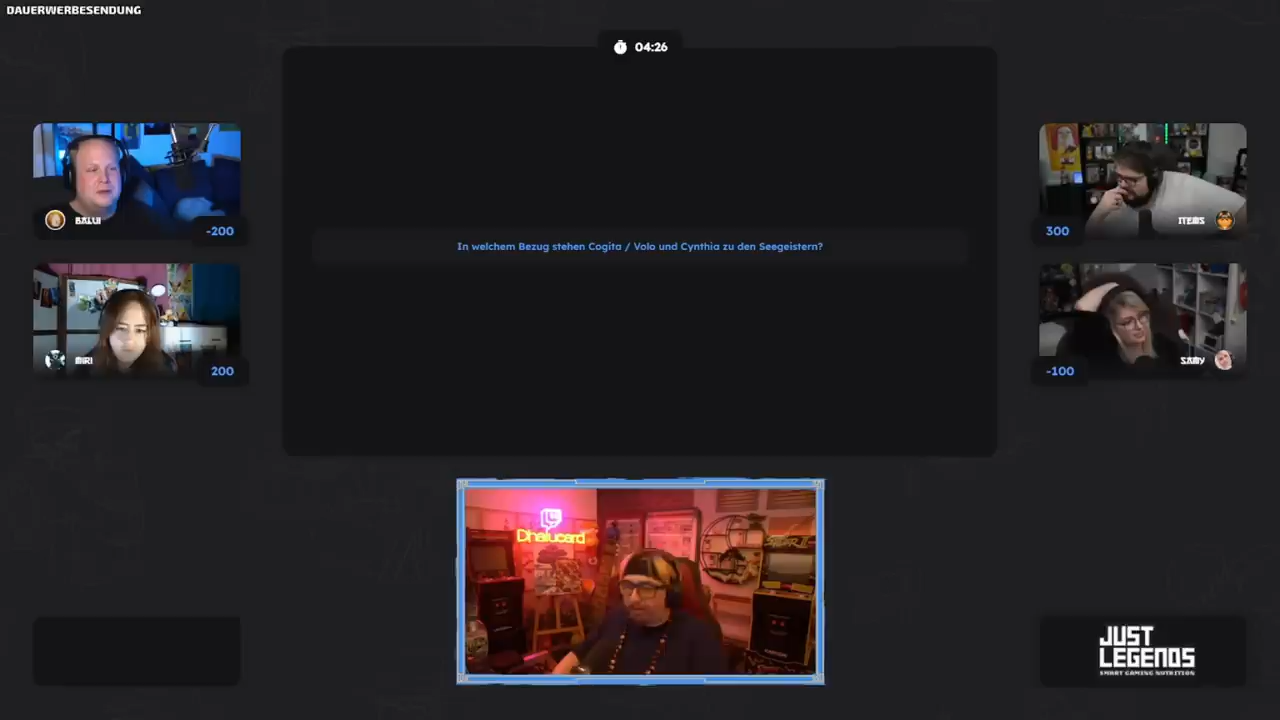 DAUERWERBESENDUNG
04:26
BALUI
-200
ITEMS
300
In welchem Bezug stehen Cogita / Volo und Cynthia zu den Seegeistern?
MIRI
200
SAMY
-100
Dhalucard
JUST
LEGENDS
SMART GAMING NUTRITION